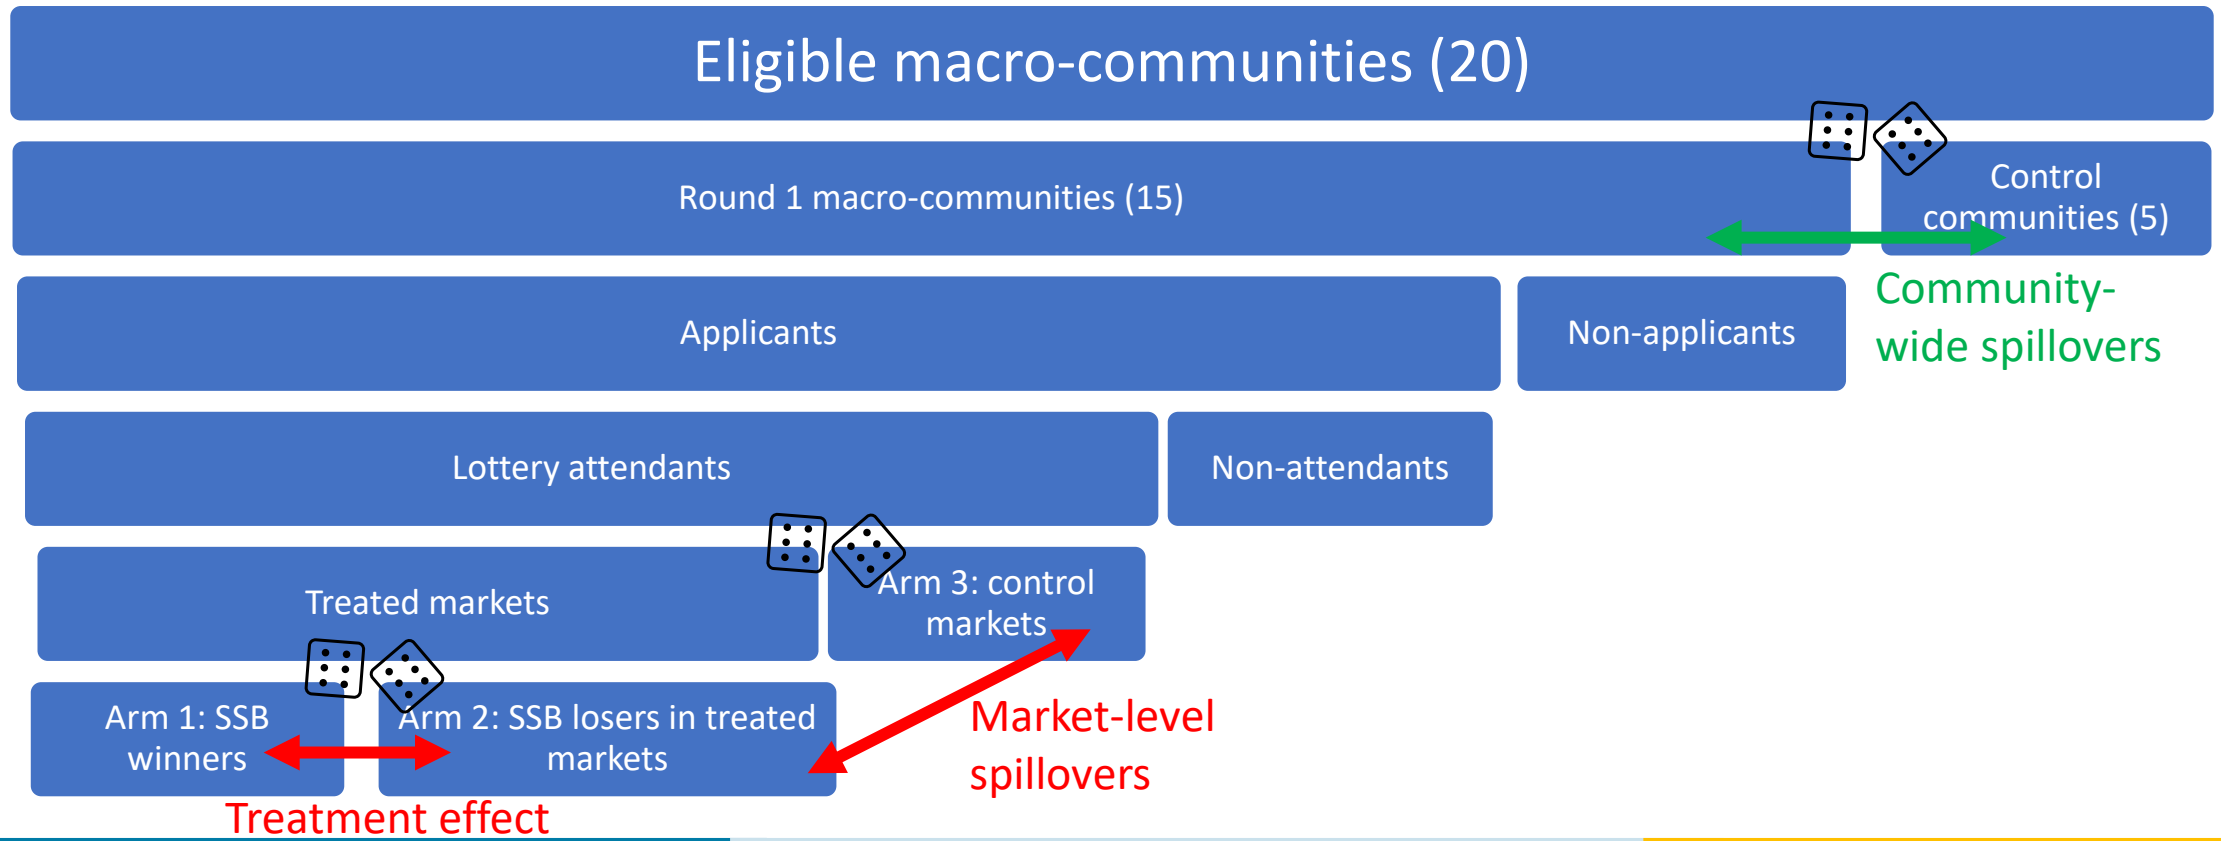 Eligible macro-communities (20)
Round 1 macro-communities (15)
Control
communities (5)
Community-
wide spillovers
Applicants
Non-applicants
Lottery attendants
Non-attendants
Treated markets
Arm 3: control
markets
Arm 1: SSB
winners
Arm 2: SSB losers in treated
markets
Market-level
spillovers
Treatment effect